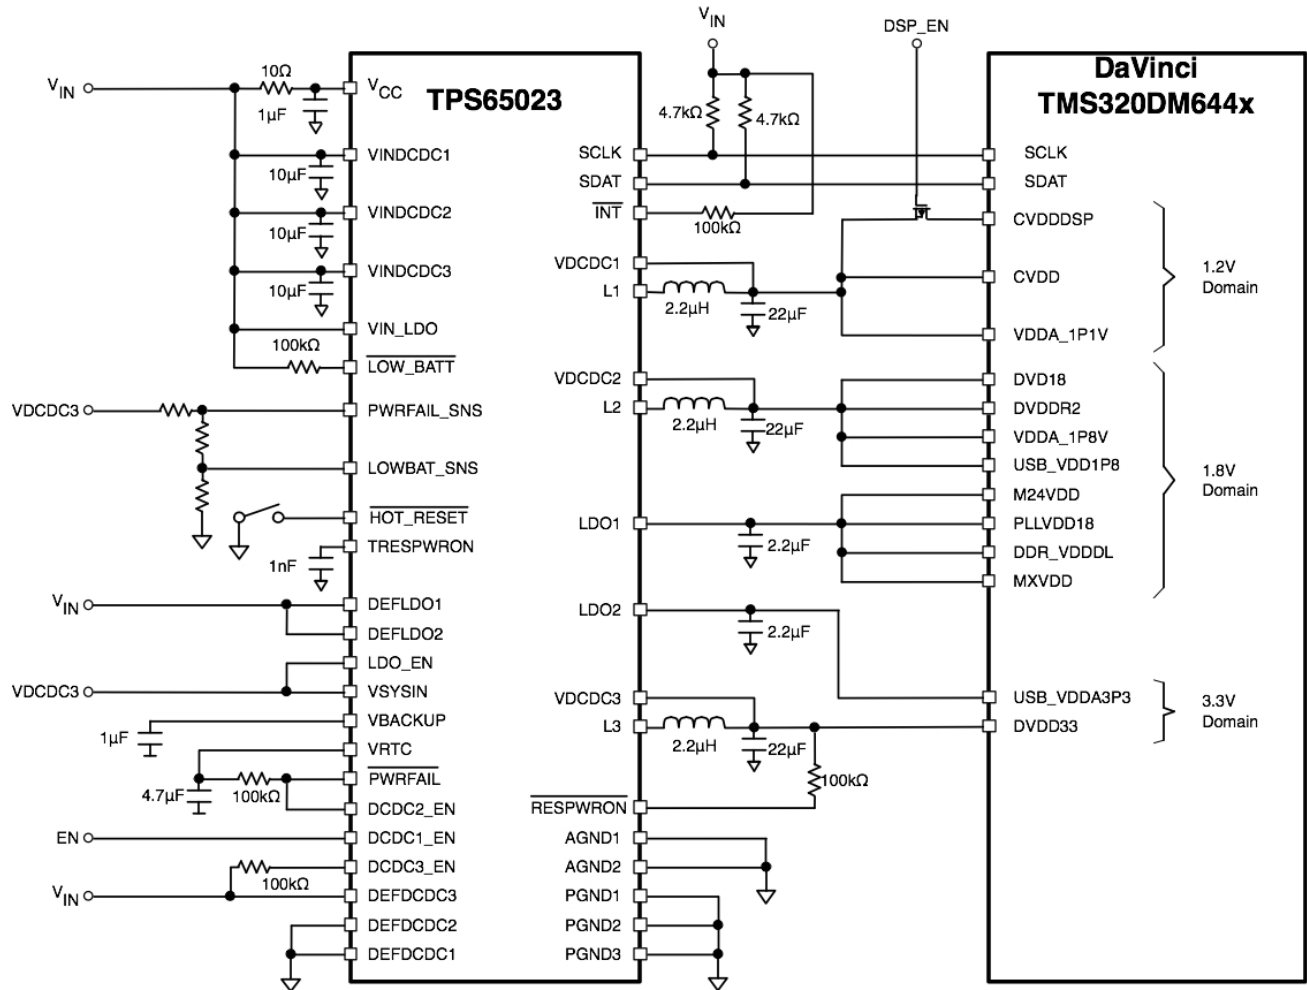 VIN
10Ω
1µF
VCC
TPS65023
VIN
4.7kΩ
4.7kΩ
DSP_EN
DaVinci
TMS320DM644x
VINDCDC1
10µF
VINDCDC2
10µF
VINDCDC3
10µF
VIN_LDO
100kΩ
LOW_BATT
VDCDC3
PWRFAIL_SNS
LOWBAT_SNS
HOT_RESET
TRESPWRON
1nF
VIN
DEFLDO1
DEFLDO2
LDO_EN
VDCDC3
VSYSIN
VBACKUP
1µF
VRTC
PWRFAIL
4.7µF
100kΩ
DCDC2_EN
EN
DCDC1_EN
DCDC3_EN
100kΩ
VIN
DEFDCDC3
DEFDCDC2
DEFDCDC1
SCLK
SDAT
INT
100kΩ
VDCDC1
L1
2.2µH
22µF
VDCDC2
L2
2.2µH
22µF
LDO1
2.2µF
LDO2
2.2µF
VDCDC3
L3
2.2µH
22µF
100kΩ
RESPWRON
AGND1
AGND2
PGND1
PGND2
PGND3
SCLK
SDAT
CVDDDSP
CVDD
VDDA_1P1V
1.2V
Domain
DVD18
DVDDR2
VDDA_1P8V
USB_VDD1P8
M24VDD
PLLVDD18
DDR_VDDDL
MXVDD
1.8V
Domain
USB_VDDA3P3
DVDD33
3.3V
Domain